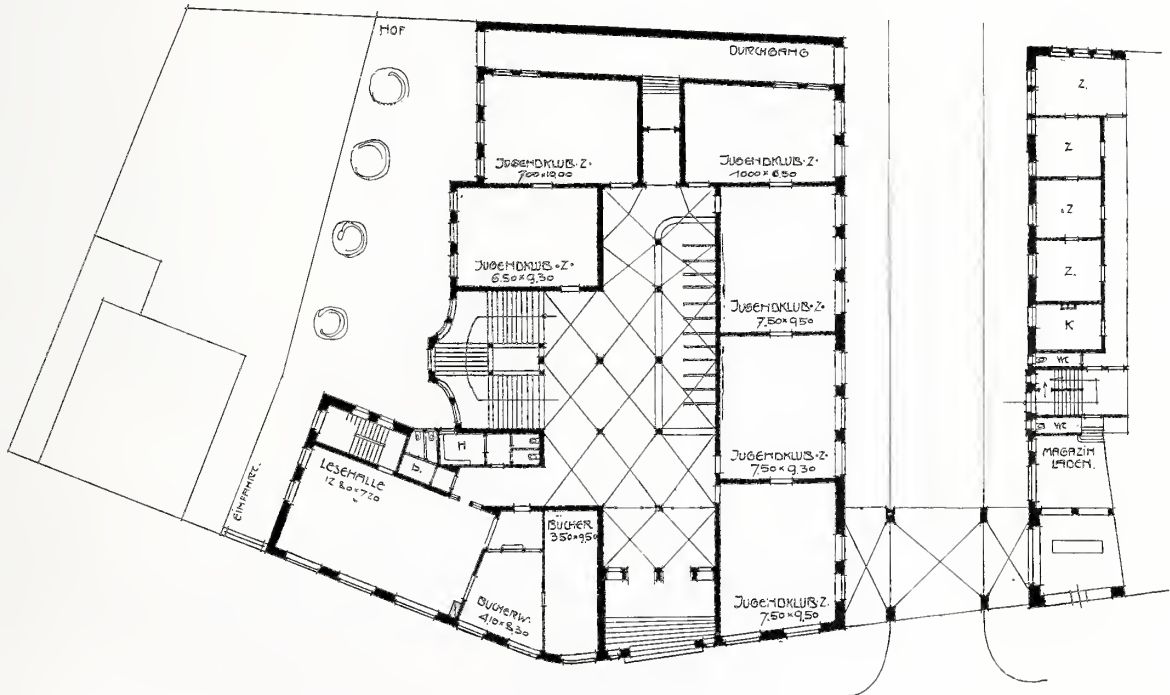 HOF
DURCHGANG
JUGENDKLUB·Z·
7.00×10.00
JUGENDKLUB·Z·
10.00×6.50
JUGENDKLUB·Z·
6.50×9.30
JUGENDKLUB·Z·
7.50×9.50
JUGENDKLUB·Z·
7.50×9.30
JUGENDKLUB·Z.
7.50×9.50
H
D.
LESEHALLE
12.80×7.20
EINFAHRT.
BÜCHER
3.50×9.50
BÜCHERW.
4.10×8.30
Z.
Z
Z
Z.
K
WC
WC
MAGAZIN
LADEN.